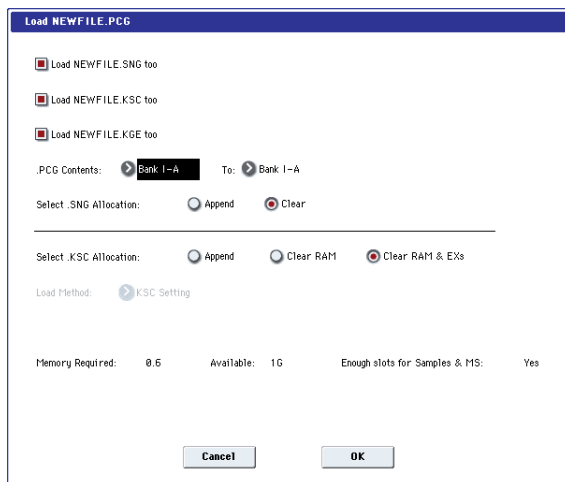 Load NEWFILE.PCG
Load NEWFILE.SNG too
Load NEWFILE.KSC too
Load NEWFILE.KGE too
.PCG Contents: Bank I-A To: Bank I-A
Select .SNG Allocation: Append Clear
Select .KSC Allocation: Append Clear RAM Clear RAM & EXs
Load Method: KSC Setting
Memory Required: 0.6 Available: 1G Enough slots for Samples & MS: Yes
Cancel OK